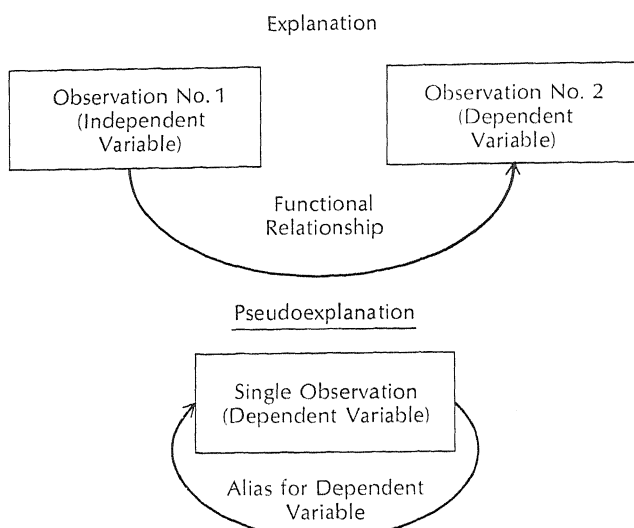 Explanation
Observation No. 1
(Independent
Variable)
Observation No. 2
(Dependent
Variable)
Functional
Relationship
Pseudoexplanation
Single Observation
(Dependent Variable)
Alias for Dependent
Variable